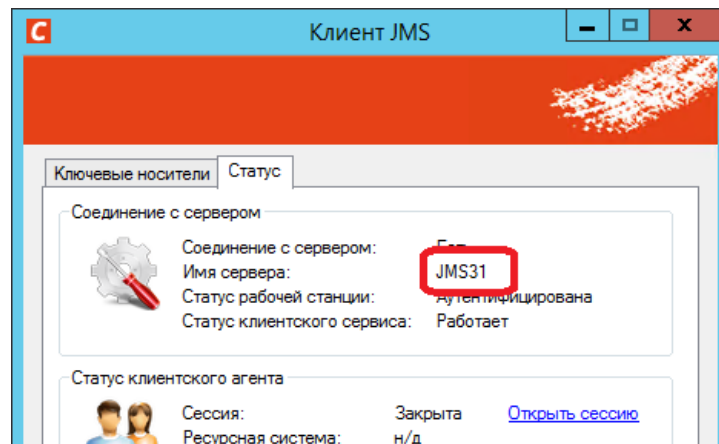 C
Клиент JMS
Ключевые носители
Статус
Соединение с сервером
Соединение с сервером:
Имя сервера: JMS31
Статус рабочей станции: Аутентифицирована
Статус клиентского сервиса: Работает
Статус клиентского агента
Сессия: Закрыта Открыть сессию
Ресурсная система: н/д